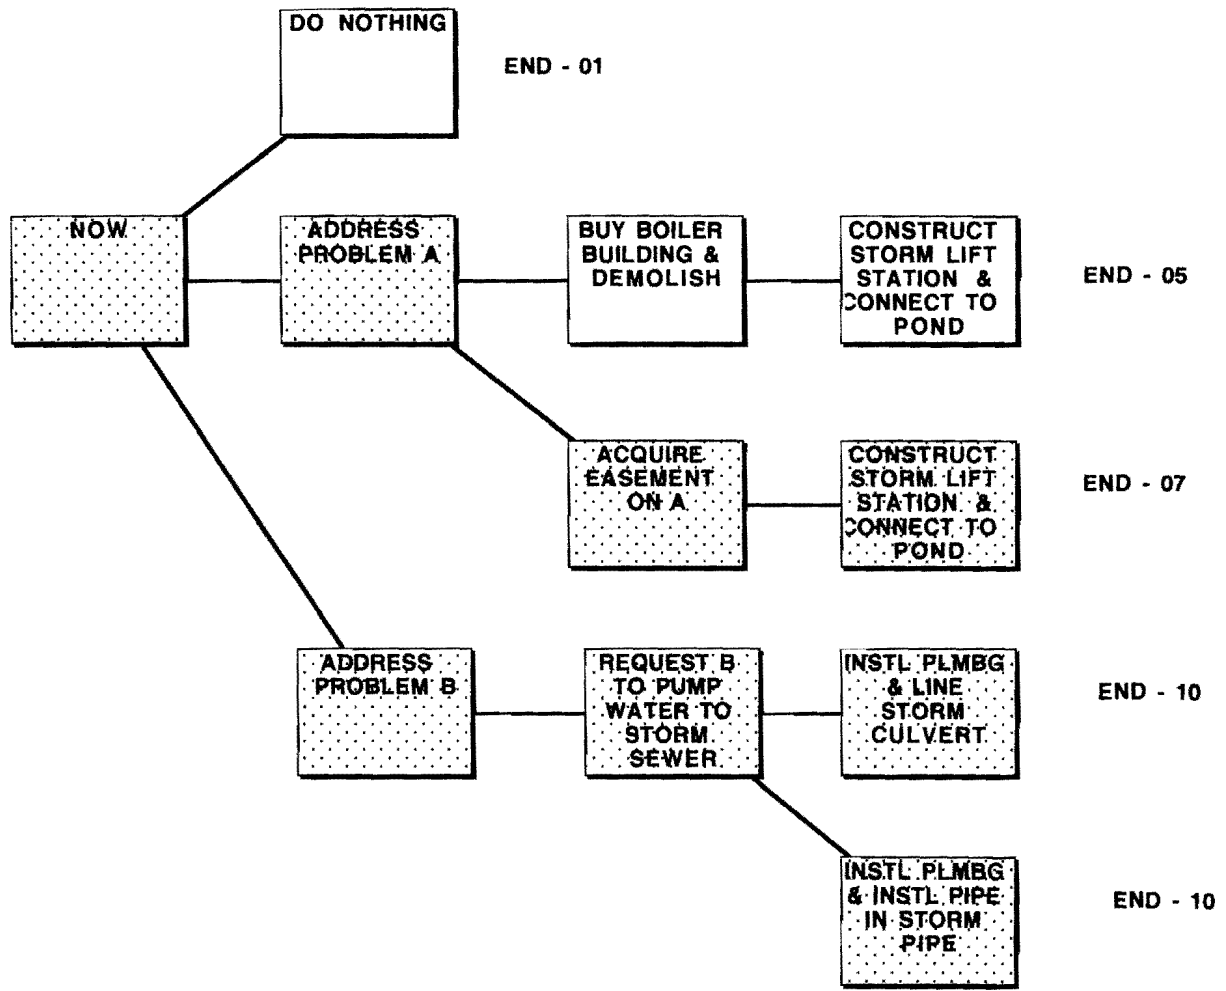 DO NOTHING
END - 01
NOW
ADDRESS
PROBLEM A
BUY BOILER
BUILDING &
DEMOLISH
CONSTRUCT
STORM LIFT
STATION &
CONNECT TO
POND
END - 05
ACQUIRE
EASEMENT
ON A
CONSTRUCT
STORM LIFT
STATION &
CONNECT TO
POND
END - 07
ADDRESS
PROBLEM B
REQUEST B
TO PUMP
WATER TO
STORM
SEWER
INSTL PLMBG
& LINE
STORM
CULVERT
END - 10
INSTL PLMBG
& INSTL PIPE
IN STORM
PIPE
END - 10